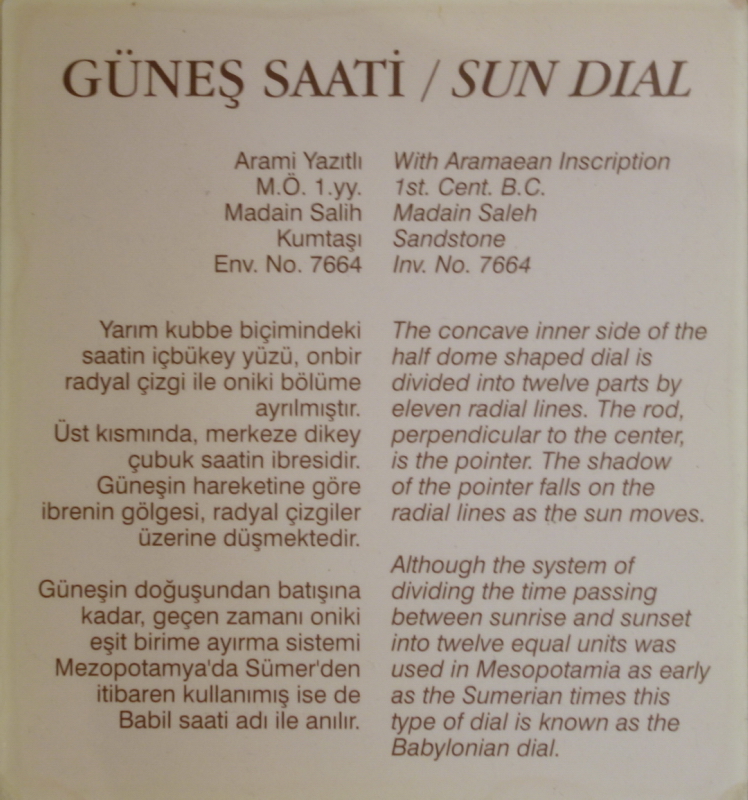 GÜNEŞ SAATİ / SUN DIAL
Arami Yazıtlı
M.Ö. 1.yy.
Madain Salih
Kumtaşı
Env. No. 7664
With Aramaean Inscription
1st. Cent. B.C.
Madain Saleh
Sandstone
Inv. No. 7664
Yarım kubbe biçimindeki
saatin içbükey yüzü, onbir
radyal çizgi ile oniki bölüme
ayrılmıştır.
Üst kısmında, merkeze dikey
çubuk saatin ibresidir.
Güneşin hareketine göre
ibrenin gölgesi, radyal çizgiler
üzerine düşmektedir.
Güneşin doğuşundan batışına
kadar, geçen zamanı oniki
eşit birime ayırma sistemi
Mezopotamya'da Sümer'den
itibaren kullanımış ise de
Babil saati adı ile anılır.
The concave inner side of the
half dome shaped dial is
divided into twelve parts by
eleven radial lines. The rod,
perpendicular to the center,
is the pointer. The shadow
of the pointer falls on the
radial lines as the sun moves.
Although the system of
dividing the time passing
between sunrise and sunset
into twelve equal units was
used in Mesopotamia as early
as the Sumerian times this
type of dial is known as the
Babylonian dial.